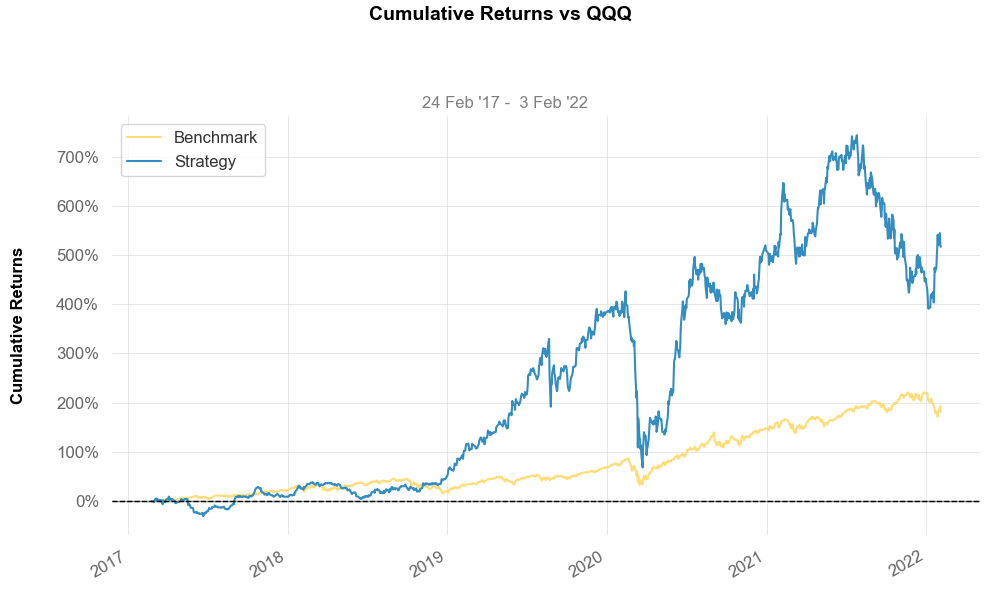 Cumulative Returns vs QQQ
24 Feb '17 -  3 Feb '22
Benchmark
Strategy
Cumulative Returns
700%
600%
500%
400%
300%
200%
100%
0%
2017
2018
2019
2020
2021
2022